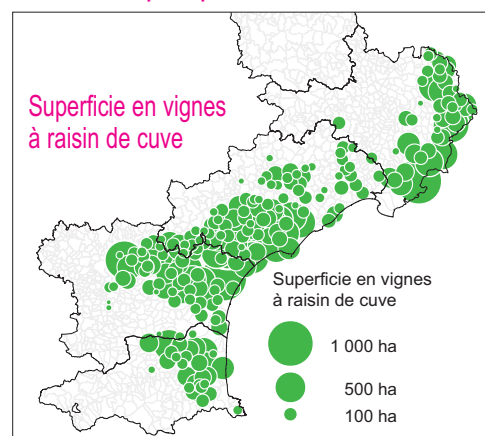 Superficie en vignes
à raisin de cuve
Superficie en vignes
à raisin de cuve
1 000 ha
500 ha
100 ha